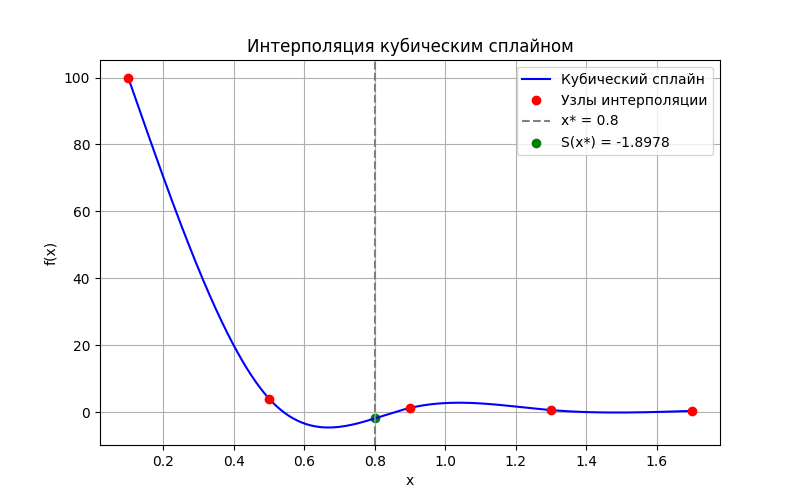 Интерполяция кубическим сплайном
Кубический сплайн
Узлы интерполяции
x* = 0.8
S(x*) = -1.8978
f(x)
100
80
60
40
20
0
0.2 0.4 0.6 0.8 1.0 1.2 1.4 1.6
x